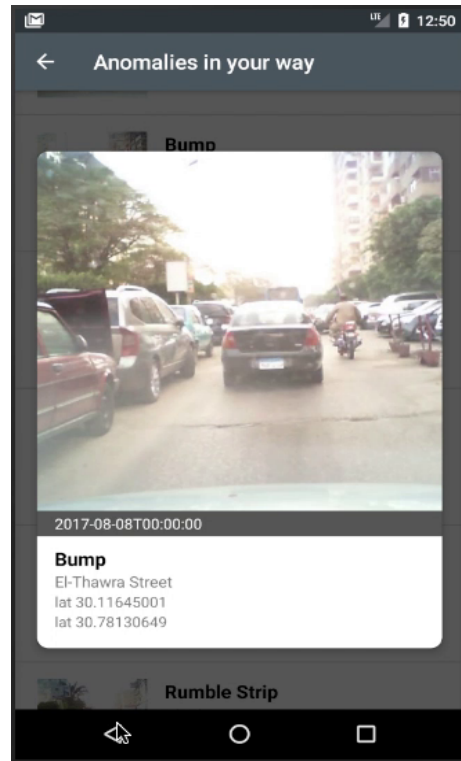 LTE 12:50
Anomalies in your way
Bump
2017-08-08T00:00:00
Bump
El-Thawra Street
lat 30.11645001
lat 30.78130649
Rumble Strip